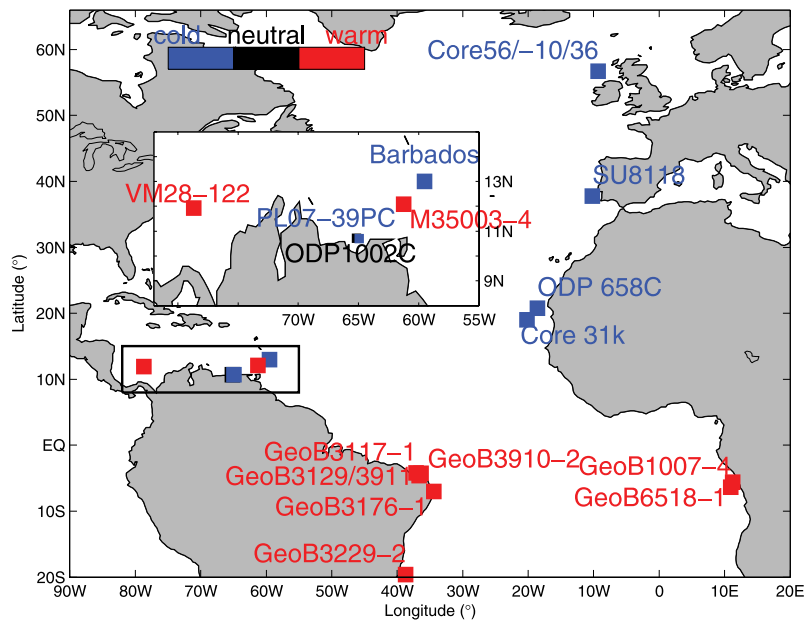 60N
50N
40N
30N
20N
10N
EQ
10S
20S
Latitude (°)
cold neutral warm
Core56/−10/36
SU8118
ODP 658C
Core 31k
Barbados
VM28−122
M35003−4
PL07−39PC
ODP1002C
13N
11N
9N
70W 65W 60W 55W
GeoB3117−1
GeoB3910−2
GeoB3129/3911
GeoB3176−1
GeoB1007−4
GeoB6518−1
GeoB3229−2
90W 80W 70W 60W 50W 40W 30W 20W 10W 0 10E 20E
Longitude (°)